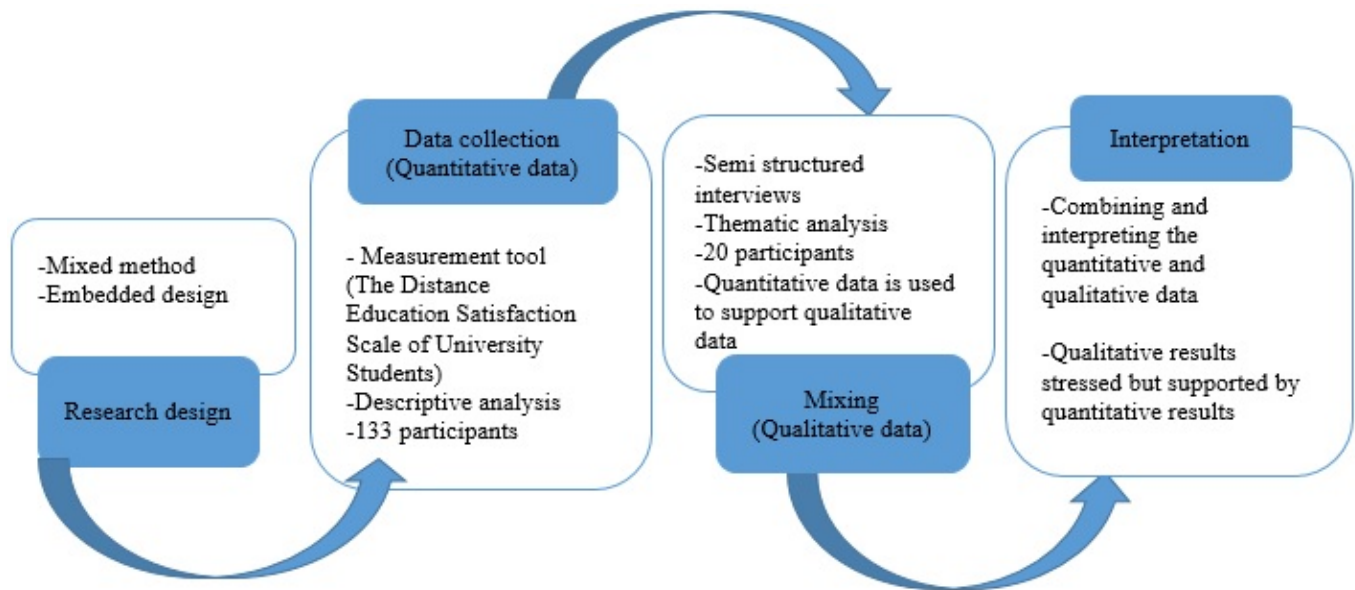 -Mixed method
-Embedded design
Research design
Data collection
(Quantitative data)
- Measurement tool
(The Distance
Education Satisfaction
Scale of University
Students)
-Descriptive analysis
-133 participants
-Semi structured
interviews
-Thematic analysis
-20 participants
-Quantitative data is used
to support qualitative
data
Mixing
(Qualitative data)
Interpretation
-Combining and
interpreting the
quantitative and
qualitative data
-Qualitative results
stressed but supported by
quantitative results